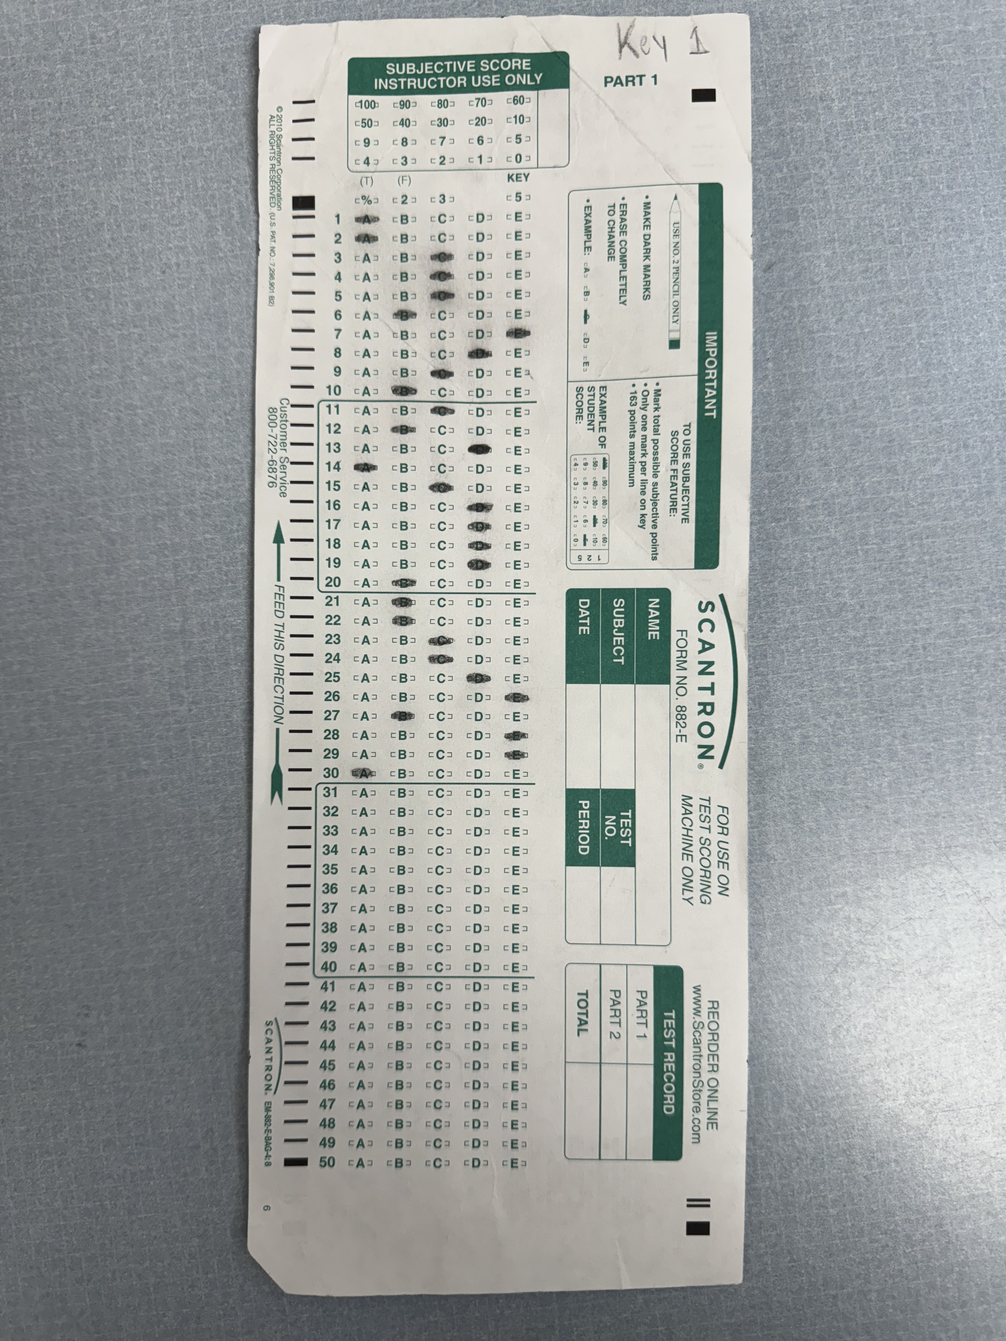 Key 1
PART 1
SUBJECTIVE SCORE
INSTRUCTOR USE ONLY
100 90 80 70 60
50 40 30 20 10
9 8 7 6 5
4 3 2 1 0
(T) (F) KEY
% 2 3 5
1 A B C D E
2 A B C D E
3 A B C D E
4 A B C D E
5 A B C D E
6 A B C D E
7 A B C D E
8 A B C D E
9 A B C D E
10 A B C D E
11 A B C D E
12 A B C D E
13 A B C E
14 A B C D E
15 A B C D E
16 A B C D E
17 A B C D E
18 A B C D E
19 A B C D E
20 A B C D E
21 A B C D E
22 A B C D E
23 A B C D E
24 A B C D E
25 A B C D E
26 A B C D E
27 A B C D E
28 A B C D E
29 A B C D E
30 A B C D E
31 A B C D E
32 A B C D E
33 A B C D E
34 A B C D E
35 A B C D E
36 A B C D E
37 A B C D E
38 A B C D E
39 A B C D E
40 A B C D E
41 A B C D E
42 A B C D E
43 A B C D E
44 A B C D E
45 A B C D E
46 A B C D E
47 A B C D E
48 A B C D E
49 A B C D E
50 A B C D E
IMPORTANT
USE NO. 2 PENCIL ONLY
• MAKE DARK MARKS
• ERASE COMPLETELY
TO CHANGE
• EXAMPLE: A B D E
TO USE SUBJECTIVE
SCORE FEATURE:
• Mark total possible subjective points
• Only one mark per line on key
• 163 points maximum
EXAMPLE OF
STUDENT
SCORE:
SCANTRON®
FORM NO. 882-E
FOR USE ON
TEST SCORING
MACHINE ONLY
NAME
SUBJECT
TEST
NO.
DATE
PERIOD
REORDER ONLINE
www.ScantronStore.com
TEST RECORD
PART 1
PART 2
TOTAL
© 2010 Scantron Corporation
ALL RIGHTS RESERVED. (U.S. PAT. NO.: 7,298,901 B2)
Customer Service
800-722-6876
FEED THIS DIRECTION
SCANTRON.
6